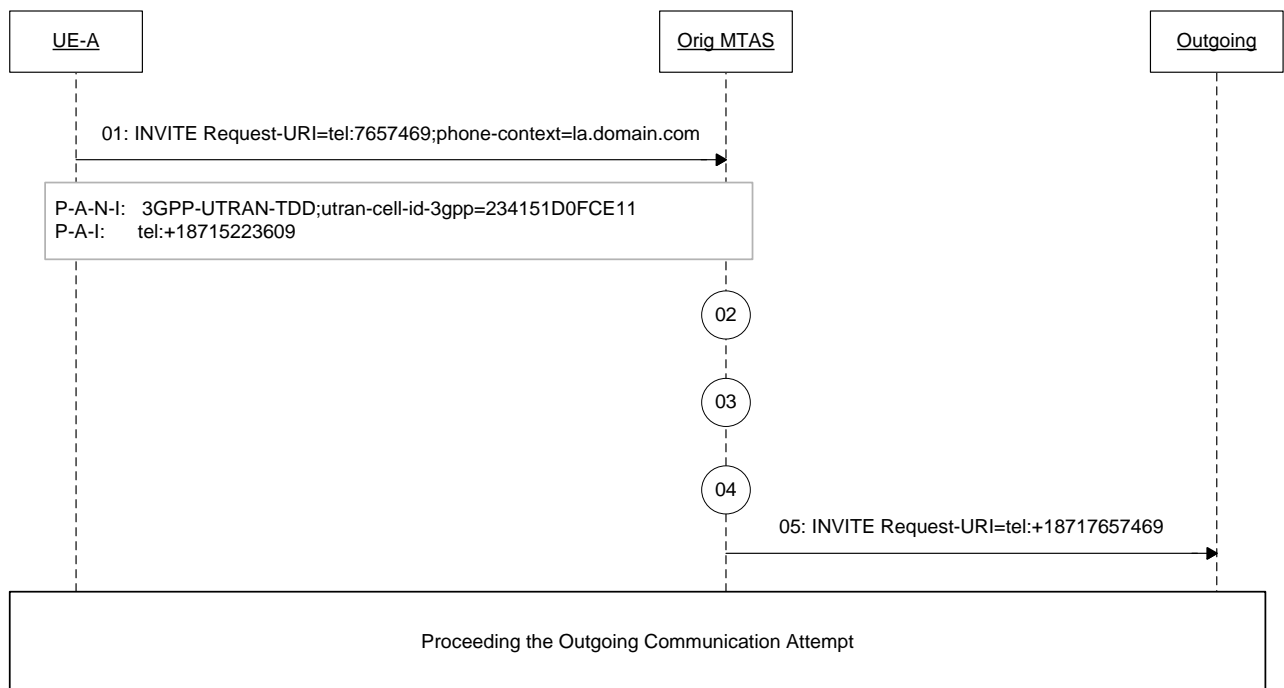 UE-A
Orig MTAS
Outgoing
01: INVITE Request-URI=tel:7657469;phone-context=la.domain.com
P-A-N-I: 3GPP-UTRAN-TDD;utran-cell-id-3gpp=234151D0FCE11
P-A-I: tel:+18715223609
02
03
04
05: INVITE Request-URI=tel:+18717657469
Proceeding the Outgoing Communication Attempt